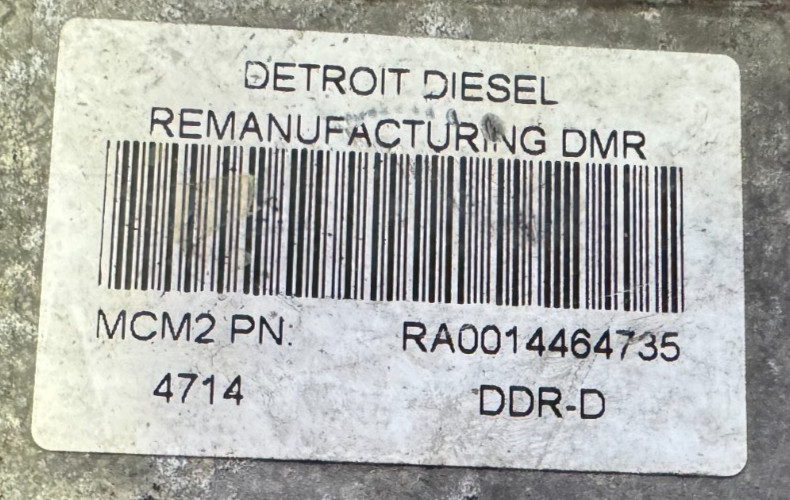 DETROIT DIESEL
REMANUFACTURING DMR
MCM2 PN: RA0014464735
4714 DDR-D